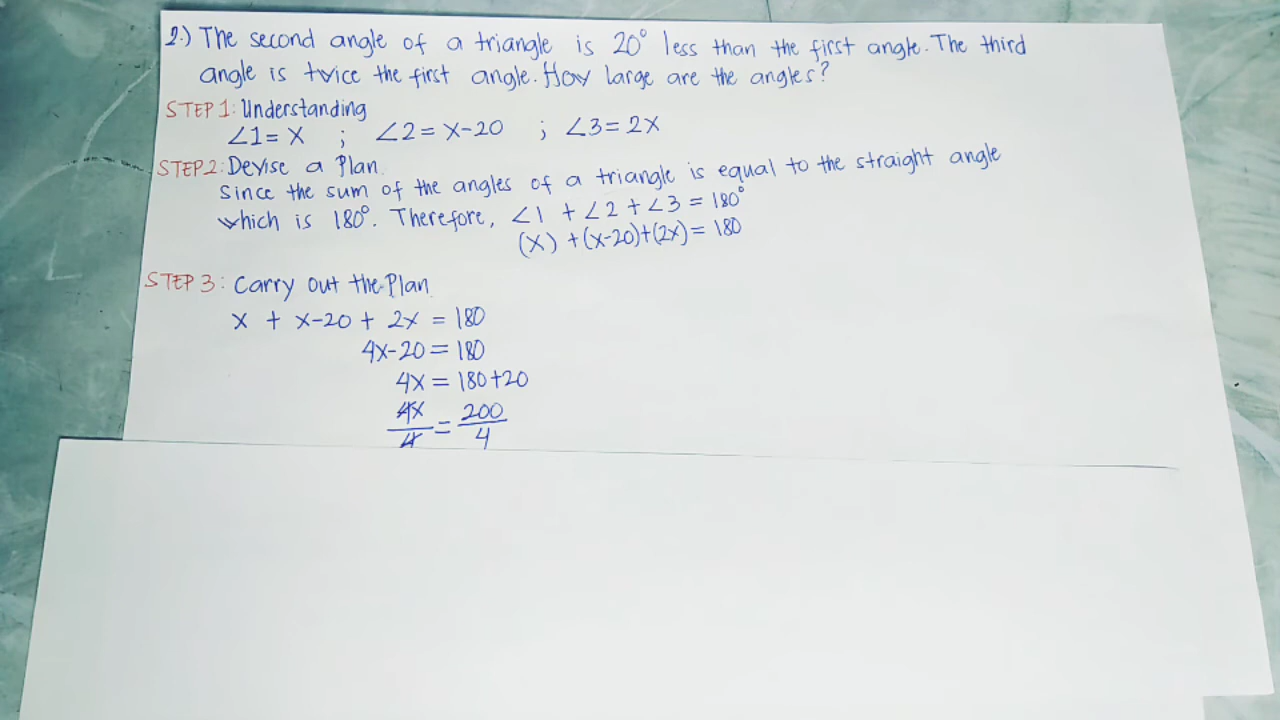 2.) The second angle of a triangle is 20° less than the first angle. The third
angle is twice the first angle. How large are the angles?
STEP 1: Understanding
∠1 = X ; ∠2 = X-20 ; ∠3 = 2X
STEP2: Devise a Plan
Since the sum of the angles of a triangle is equal to the straight angle
which is 180°. Therefore, ∠1 + ∠2 + ∠3 = 180°
(X) + (X-20)+(2X) = 180
STEP 3: Carry out the Plan
X + X-20 + 2X = 180
4X-20 = 180
4X = 180+20
4X/4 = 200/4